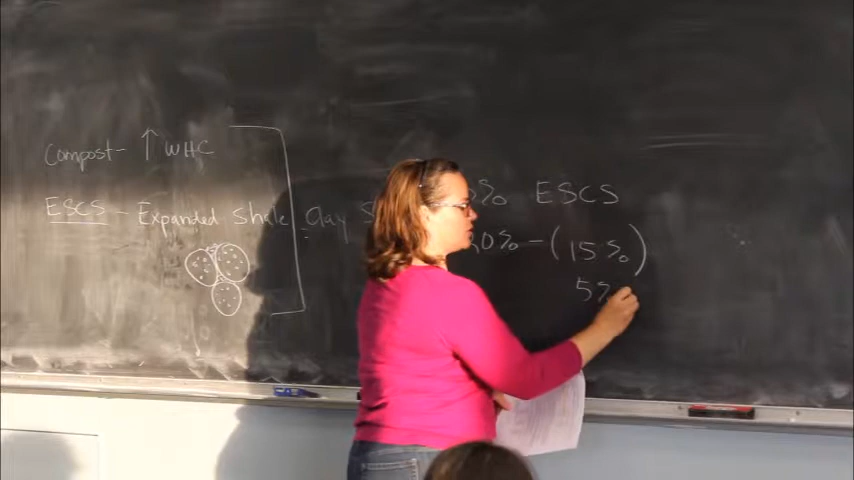 Compost- ↑ WHC
ESCS - Expanded Shale Clay
% ESCS
0% - (15%)
5%